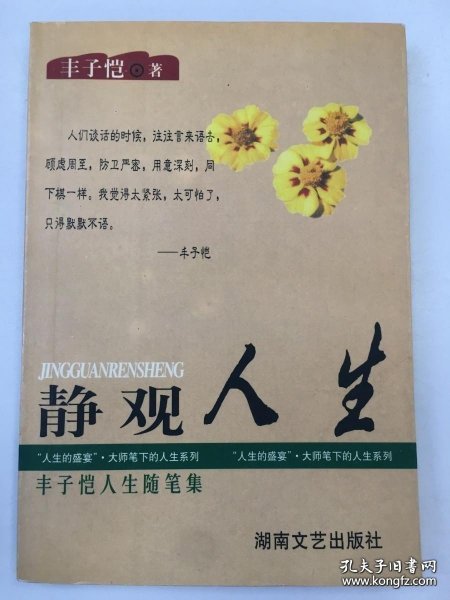 丰子恺 著
人们谈话的时候，往往言来语去，
顾虑周至，防卫严密，用意深刻，同
下棋一样。我觉得太紧张，太可怕了，
只得默默不语。
——丰子恺
JINGGUANRENSHENG
静观人生
“人生的盛宴”·大师笔下的人生系列 “人生的盛宴”·大师笔下的人生系列
丰子恺人生随笔集
湖南文艺出版社
孔夫子旧书网
www.kongfz.com